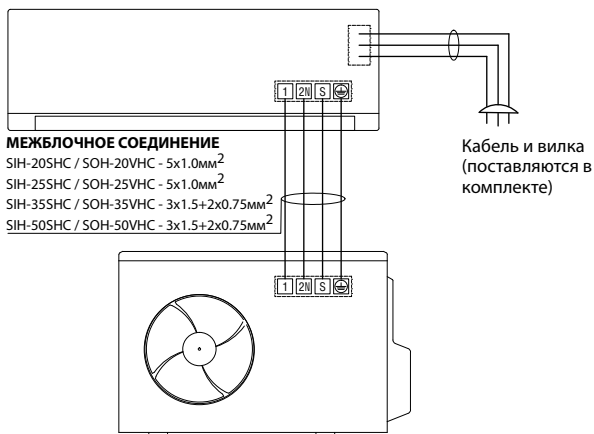 1 2N S
МЕЖБЛОЧНОЕ СОЕДИНЕНИЕ
SIH-20SHC / SOH-20VHC - 5x1.0мм²
SIH-25SHC / SOH-25VHC - 5x1.0мм²
SIH-35SHC / SOH-35VHC - 3x1.5+2x0.75мм²
SIH-50SHC / SOH-50VHC - 3x1.5+2x0.75мм²
Кабель и вилка
(поставляются в
комплекте)
1 2N S